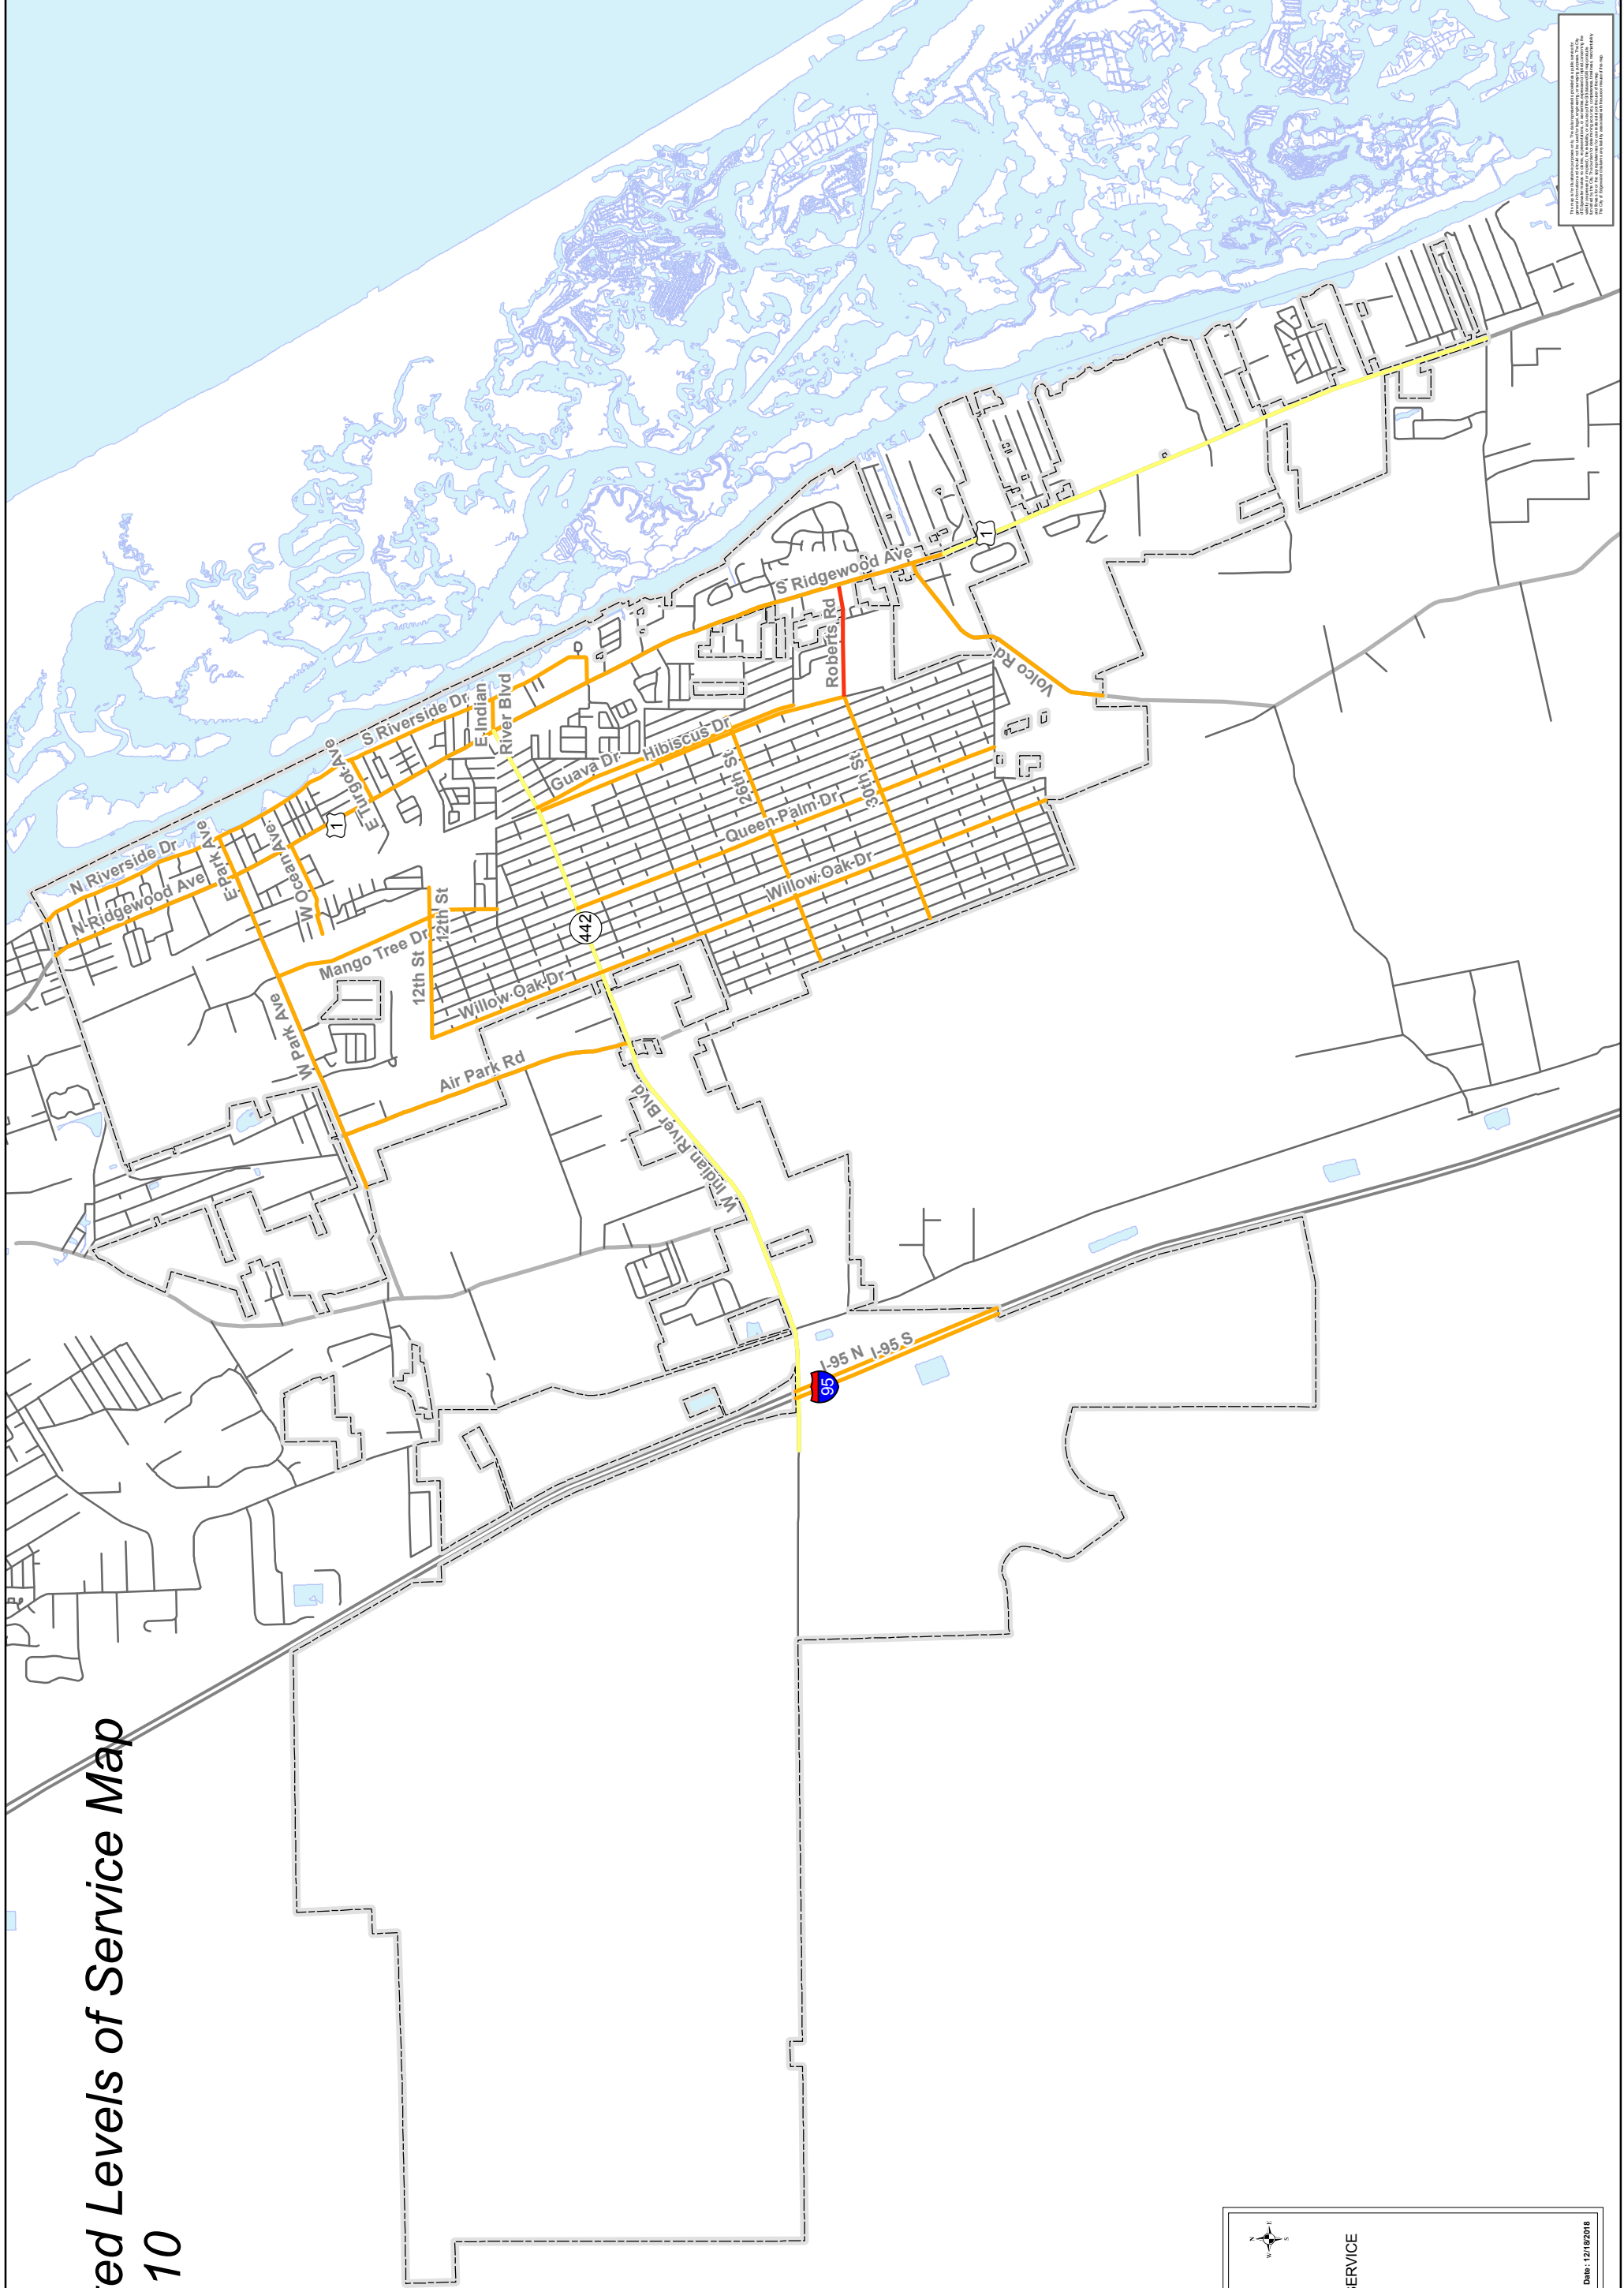 ed Levels of Service Map
10
N Riverside Dr
N Ridgewood Ave
E Park Ave
W Ocean Ave.
1
E Turgot Ave
S Riverside Dr
E. Indian
River Blvd
W Park Ave
Mango Tree Dr
12th St
12th St
Willow Oak Dr
Air Park Rd
442
Guava Dr
Hibiscus Dr
26th St
Queen Palm Dr
30th St
Willow Oak Dr
S Ridgewood Ave
Roberts Rd
1
Volco Rd
W Indian River Blvd
I-95 N
I-95 S
95
N
W
E
S
SERVICE
Date : 12/18/2018